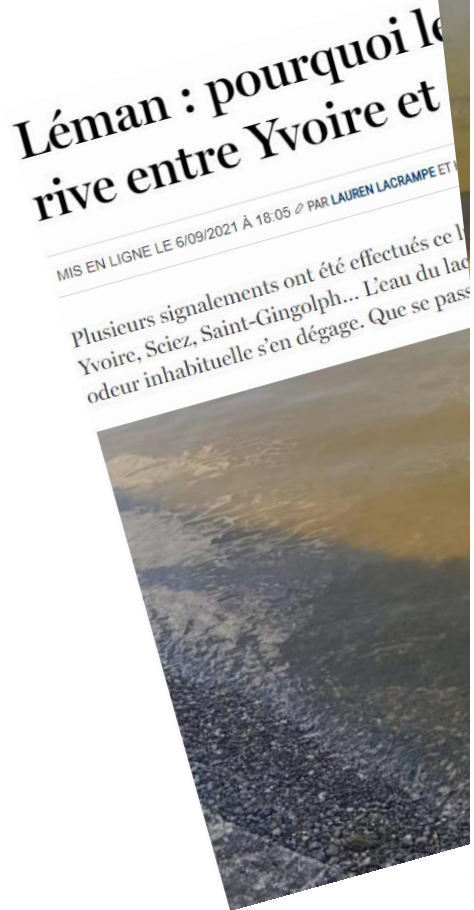 Léman : pourquoi le
rive entre Yvoire et
MIS EN LIGNE LE 6/09/2021 À 18:05 PAR LAUREN LACRAMPE ET
Plusieurs signalements ont été effectués ce
Yvoire, Sciez, Saint-Gingolph... L'eau du lac
odeur inhabituelle s'en dégage. Que se pass